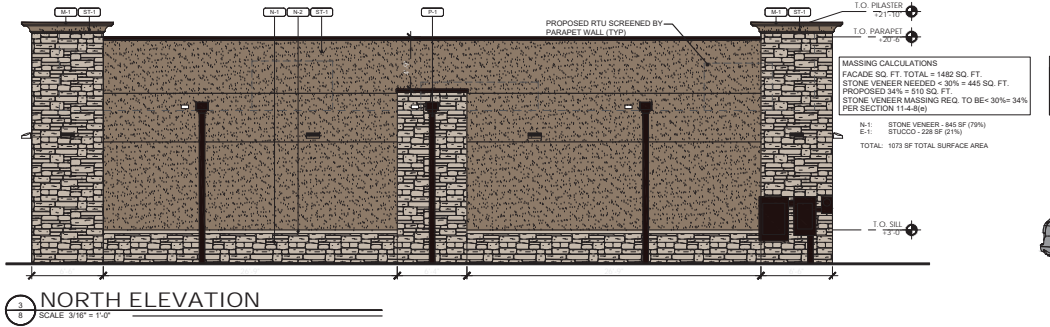 M-1 ST-1 N-1 N-2 ST-1 P-1 M-1 ST-1
T.O. PILASTER
+21'-10"
PROPOSED RTU SCREENED BY
PARAPET WALL (TYP)
T.O. PARAPET
+20'-6"
MASSING CALCULATIONS
FACADE SQ. FT. TOTAL = 1482 SQ. FT.
STONE VENEER NEEDED < 30% = 445 SQ. FT.
PROPOSED 34% = 510 SQ. FT.
STONE VENEER MASSING REQ. TO BE< 30%= 34%
PER SECTION 11-4-8(e)
N-1: STONE VENEER - 845 SF (79%)
E-1: STUCCO - 228 SF (21%)
TOTAL: 1073 SF TOTAL SURFACE AREA
T.O. SILL
+3'-0"
3
8
NORTH ELEVATION
SCALE 3/16" = 1'-0"